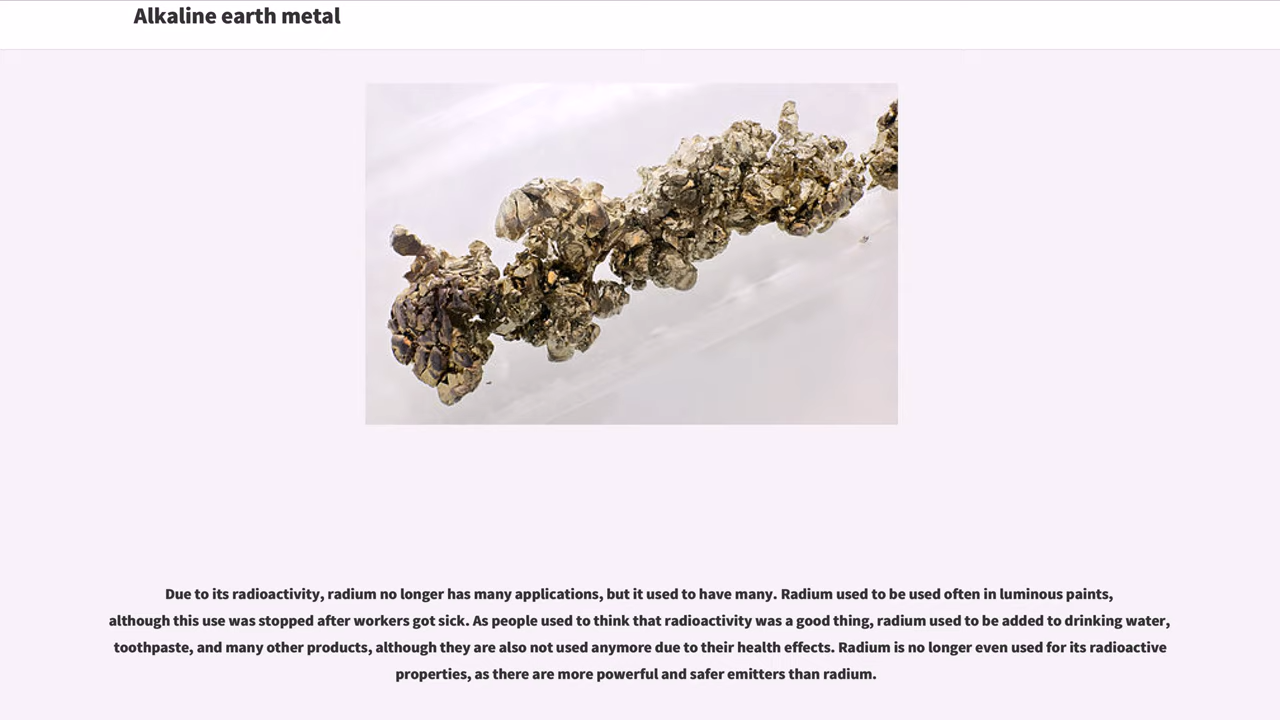 Alkaline earth metal
Due to its radioactivity, radium no longer has many applications, but it used to have many. Radium used to be used often in luminous paints,
although this use was stopped after workers got sick. As people used to think that radioactivity was a good thing, radium used to be added to drinking water,
toothpaste, and many other products, although they are also not used anymore due to their health effects. Radium is no longer even used for its radioactive
properties, as there are more powerful and safer emitters than radium.